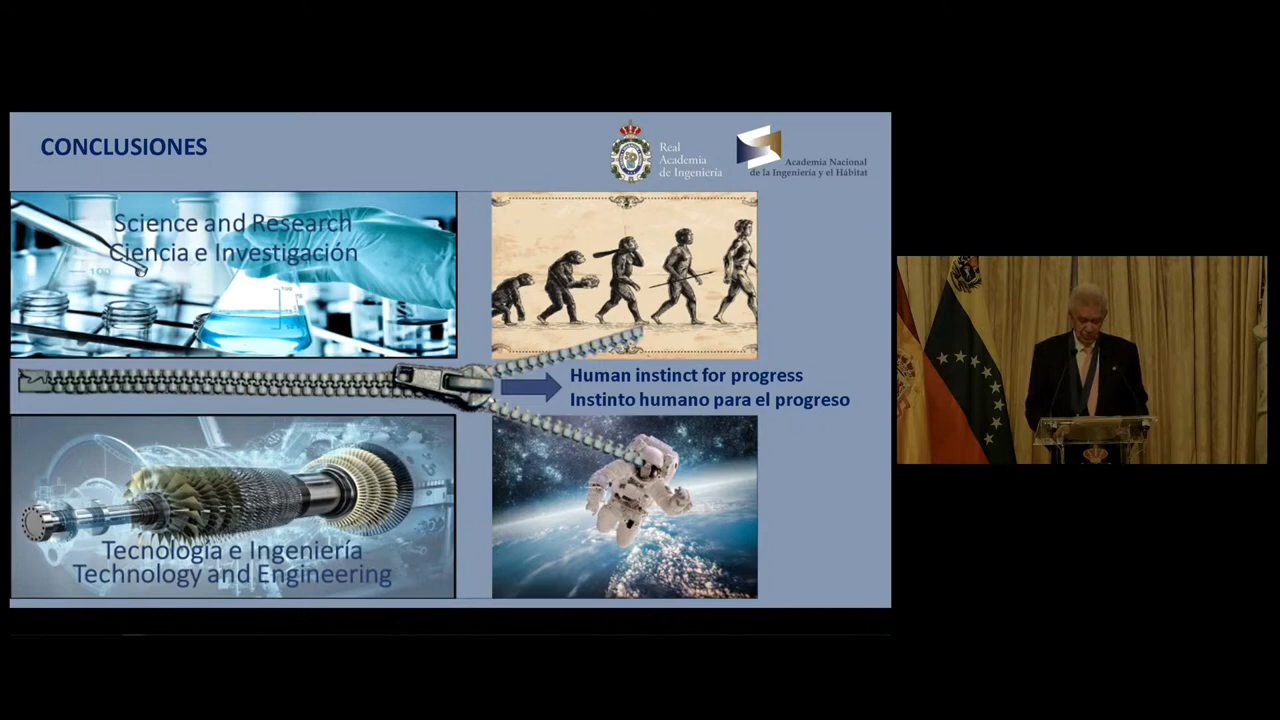 CONCLUSIONES
Real
Academia
de Ingeniería
Academia Nacional
de la Ingeniería y el Hábitat
Science and Research
Ciencia e Investigación
100
Human instinct for progress
Instinto humano para el progreso
Tecnología e Ingeniería
Technology and Engineering